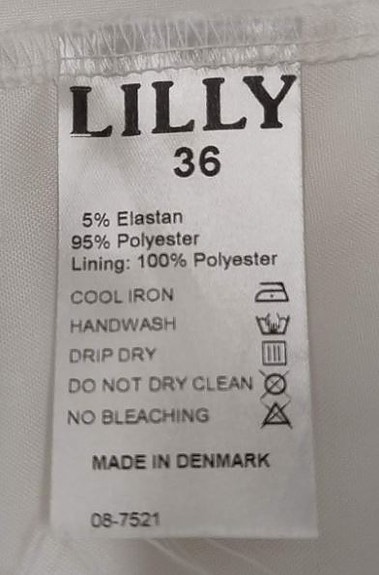 LILLY
36
5% Elastan
95% Polyester
Lining: 100% Polyester
COOL IRON
HANDWASH
DRIP DRY
DO NOT DRY CLEAN
NO BLEACHING
MADE IN DENMARK
08-7521